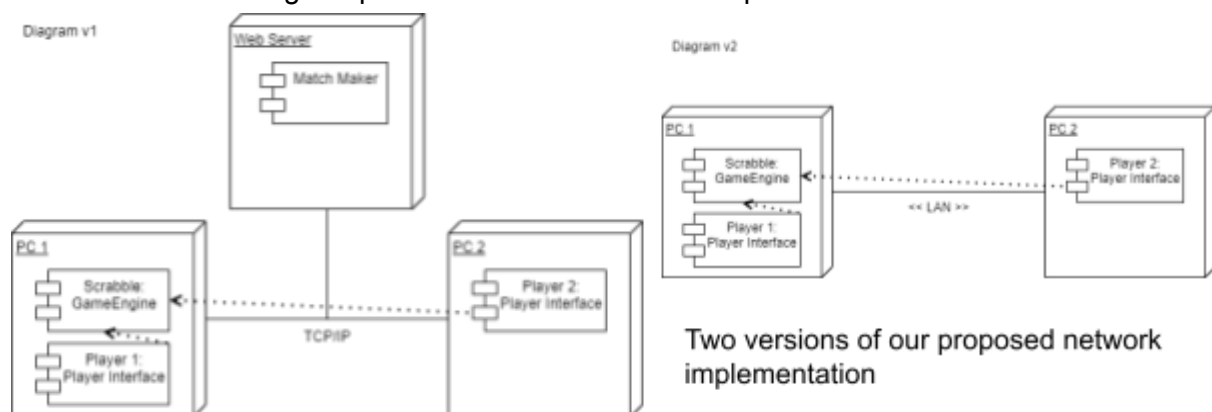 Diagram v1
Web Server
Match Maker
PC 1
Scrabble:
GameEngine
Player 1:
Player Interface
PC 2
Player 2:
Player Interface
TCP/IP
Diagram v2
PC 1
Scrabble:
GameEngine
Player 1:
Player Interface
<< LAN >>
PC 2
Player 2:
Player Interface
Two versions of our proposed network
implementation